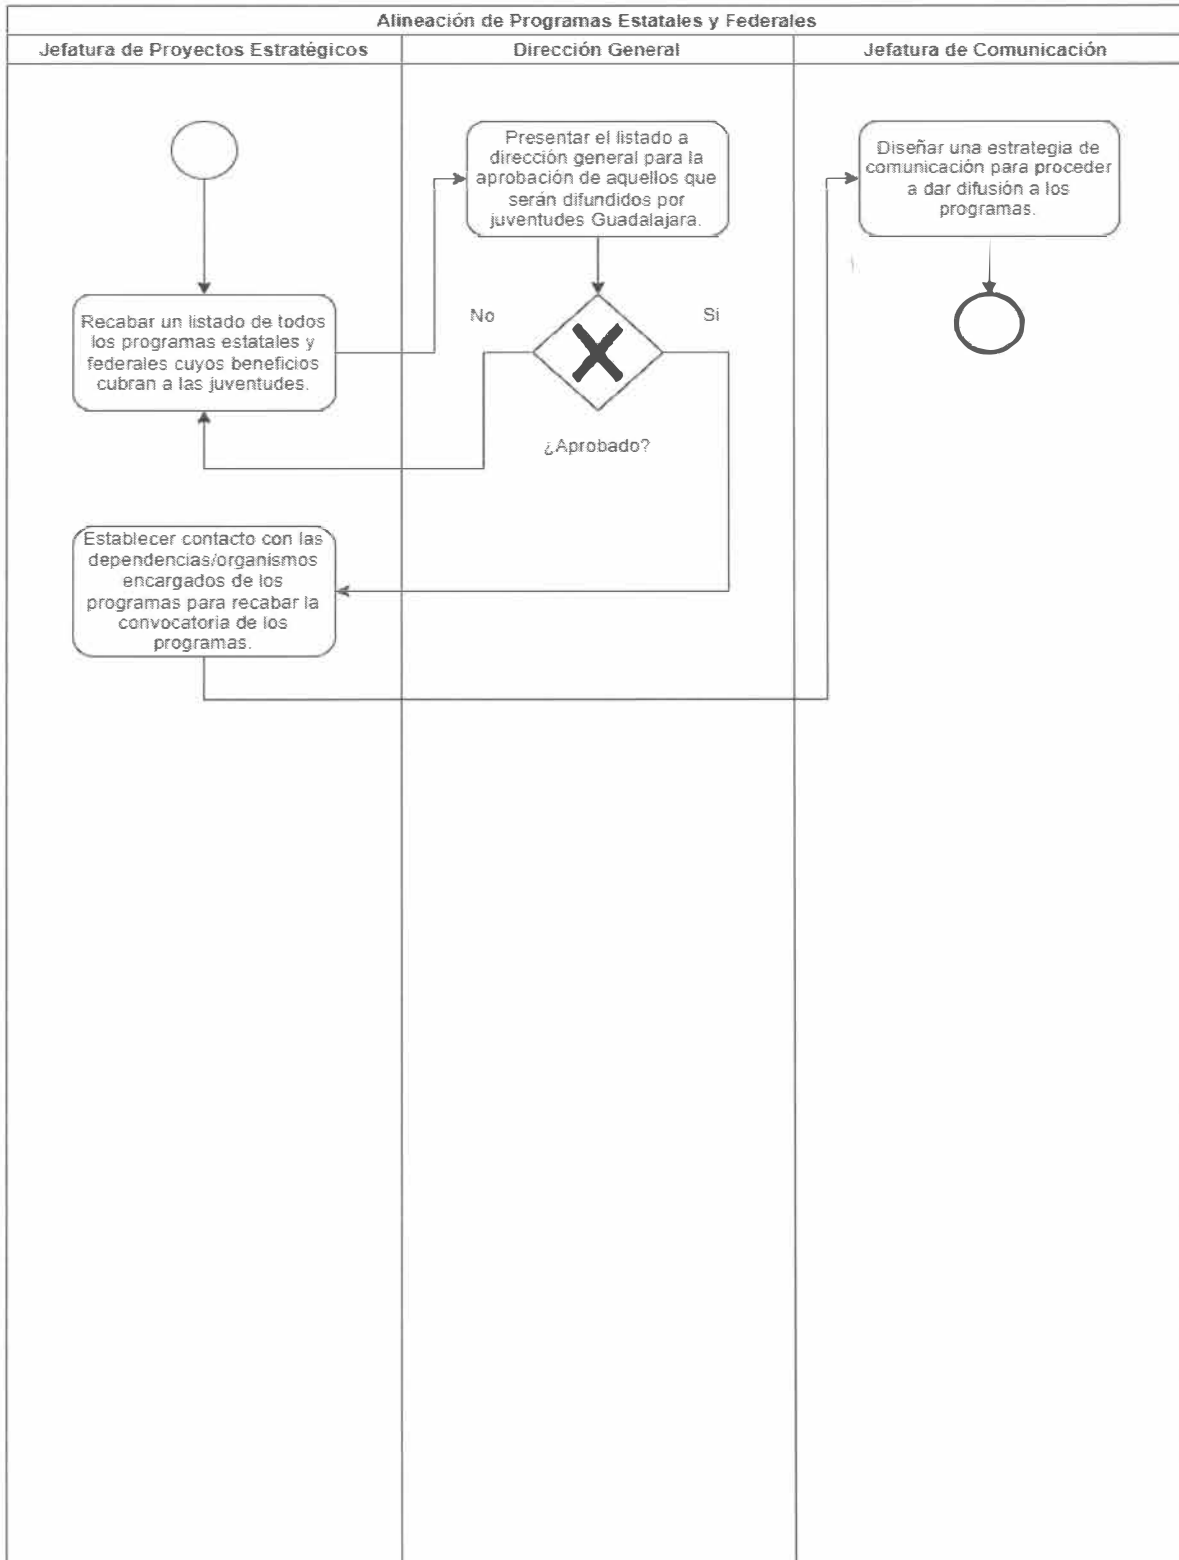 Alineación de Programas Estatales y Federales
Jefatura de Proyectos Estratégicos
Dirección General
Jefatura de Comunicación
Presentar el listado a
dirección general para la
aprobación de aquellos que
serán difundidos por
juventudes Guadalajara.
Diseñar una estrategia de
comunicación para proceder
a dar difusión a los
programas.
Recabar un listado de todos
los programas estatales y
federales cuyos beneficios
cubran a las juventudes.
No
Si
¿Aprobado?
Establecer contacto con las
dependencias/organismos
encargados de los
programas para recabar la
convocatoria de los
programas.